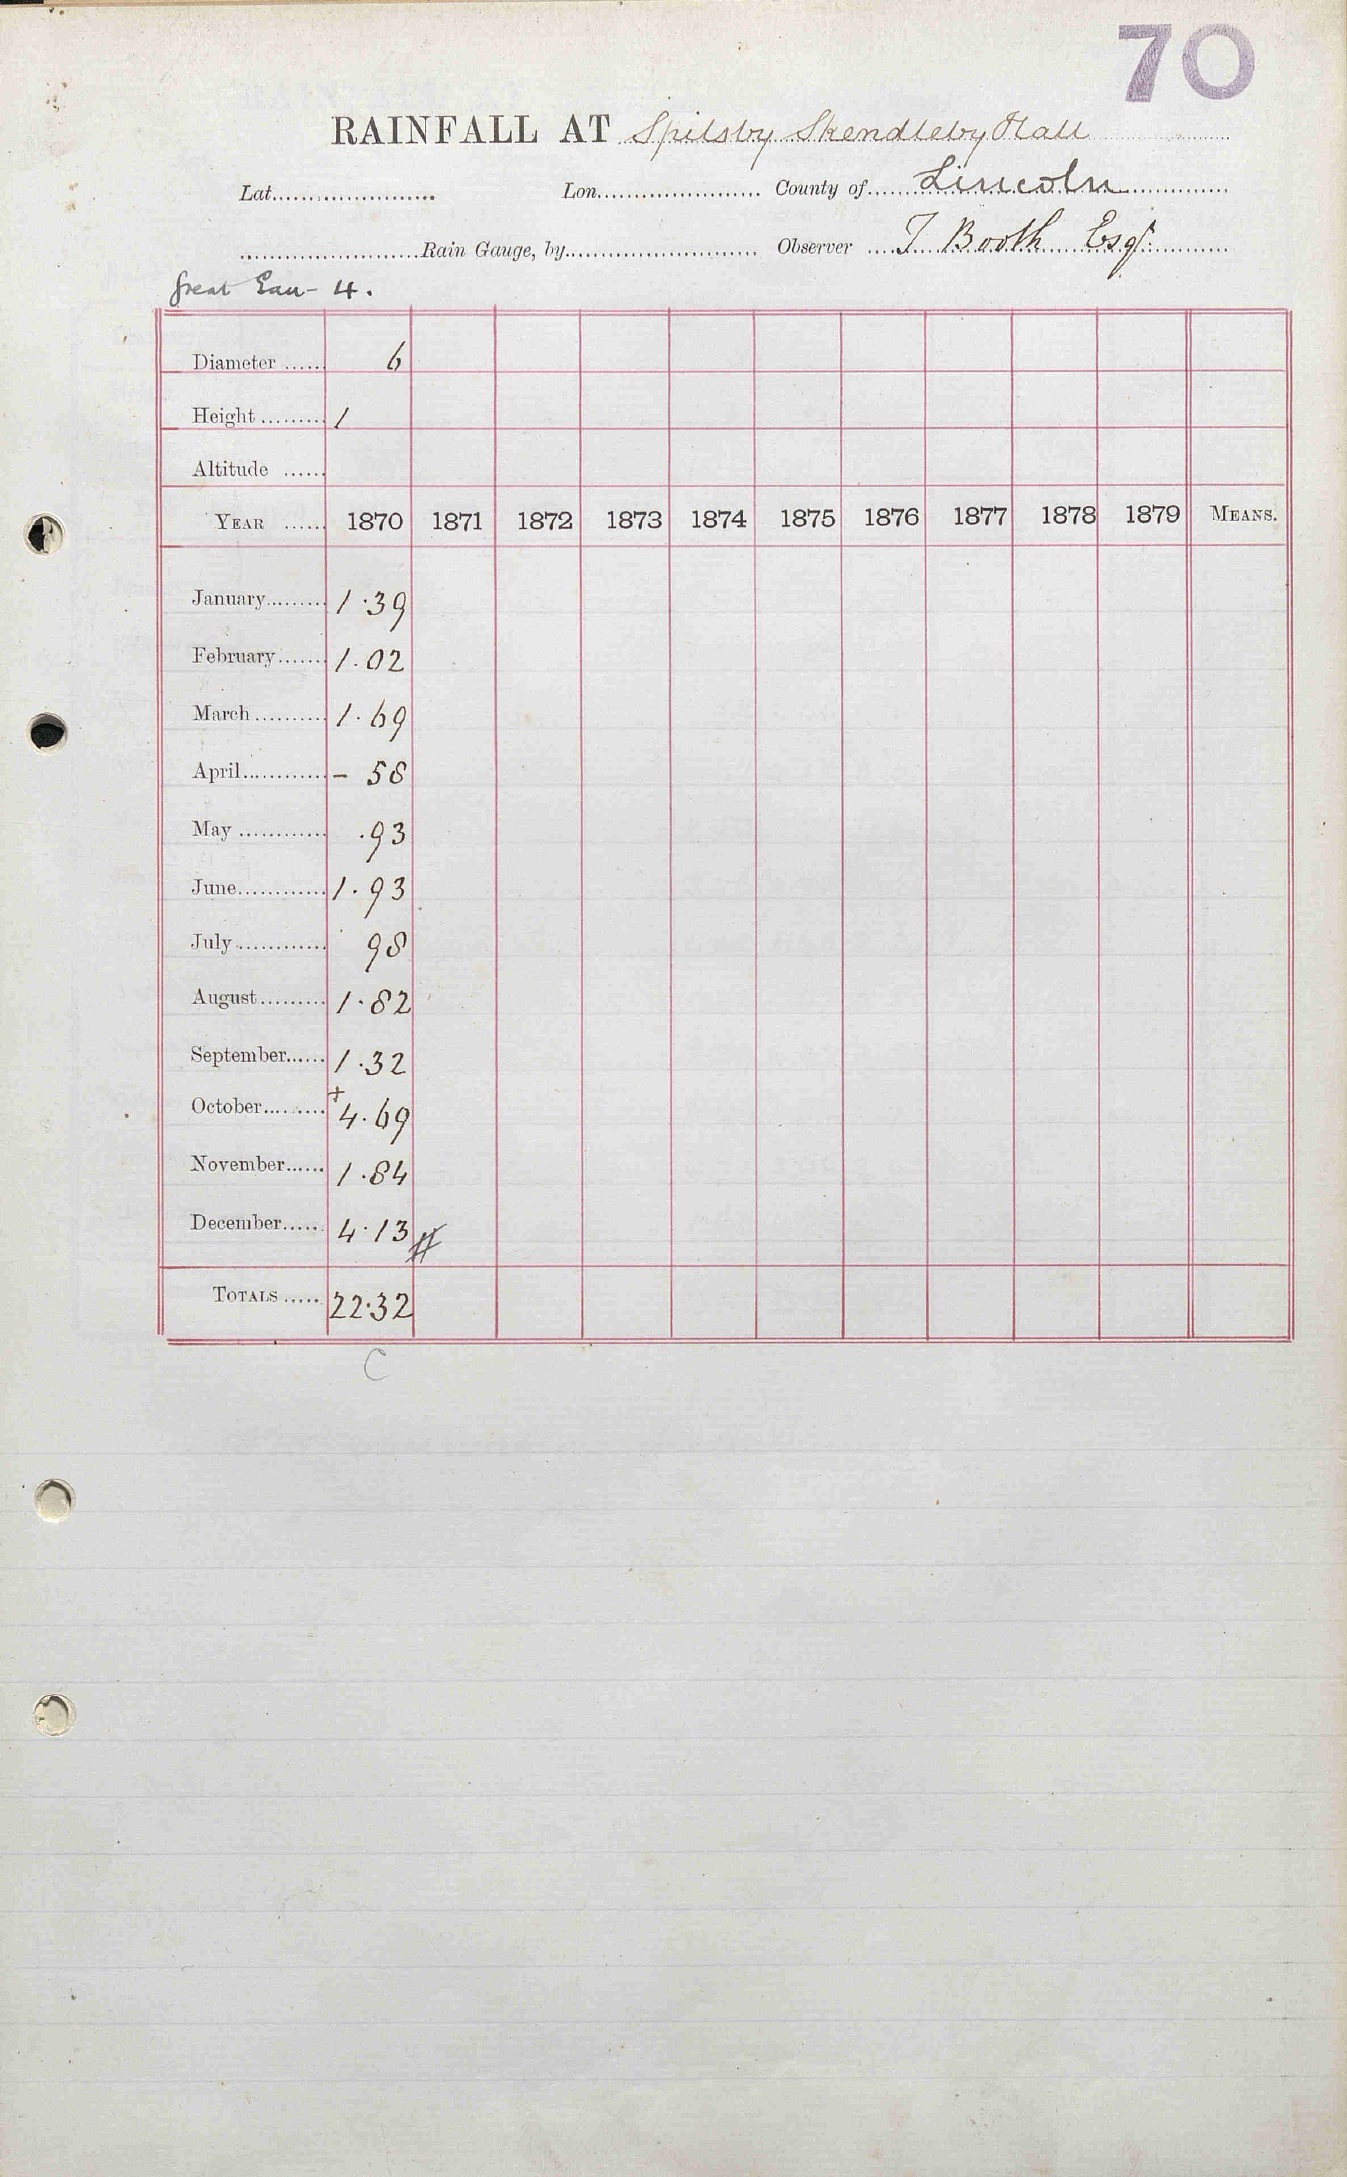 70
RAINFALL AT Spilsby Skendleby Hall
Lat. Lon. County of Lincoln
Rain Gauge, by Observer T Booth Esqr
Great Eau - 4.
Diameter 6
Height 1
Altitude
YEAR 1870 1871 1872 1873 1874 1875 1876 1877 1878 1879 MEANS.
January 1.39
February 1.02
March 1.69
April - 58
May .93
June 1.93
July 98
August 1.82
September 1.32
October +4.69
November 1.84
December 4.13 #
TOTALS 22.32
C